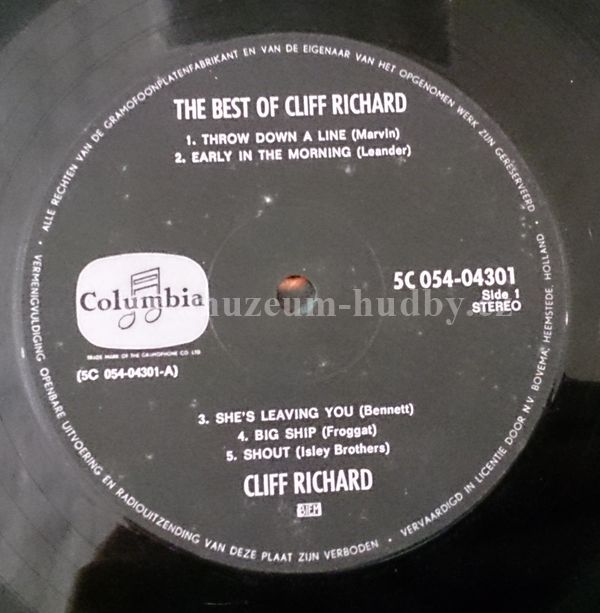 ALLE RECHTEN VAN DE GRAMOFOONPLATENFABRIKANT EN VAN DE EIGENAAR VAN HET OPGENOMEN WERK ZIJN GERESERVEERD •
VERMENIGVULDIGING OPENBARE UITVOERING EN RADIOUITZENDING VAN DEZE PLAAT ZIJN VERBODEN •
VERVAARDIGD IN LICENTIE DOOR N.V. BOVEMA, HEEMSTEDE, HOLLAND •
THE BEST OF CLIFF RICHARD
1. THROW DOWN A LINE (Marvin)
2. EARLY IN THE MORNING (Leander)
Columbia
TRADE MARK OF THE GRAMOPHONE CO LTD
(5C 054-04301-A)
5C 054-04301
Side 1
STEREO
muzeum-hudby.cz
3. SHE'S LEAVING YOU (Bennett)
4. BIG SHIP (Froggat)
5. SHOUT (Isley Brothers)
CLIFF RICHARD
BIEM